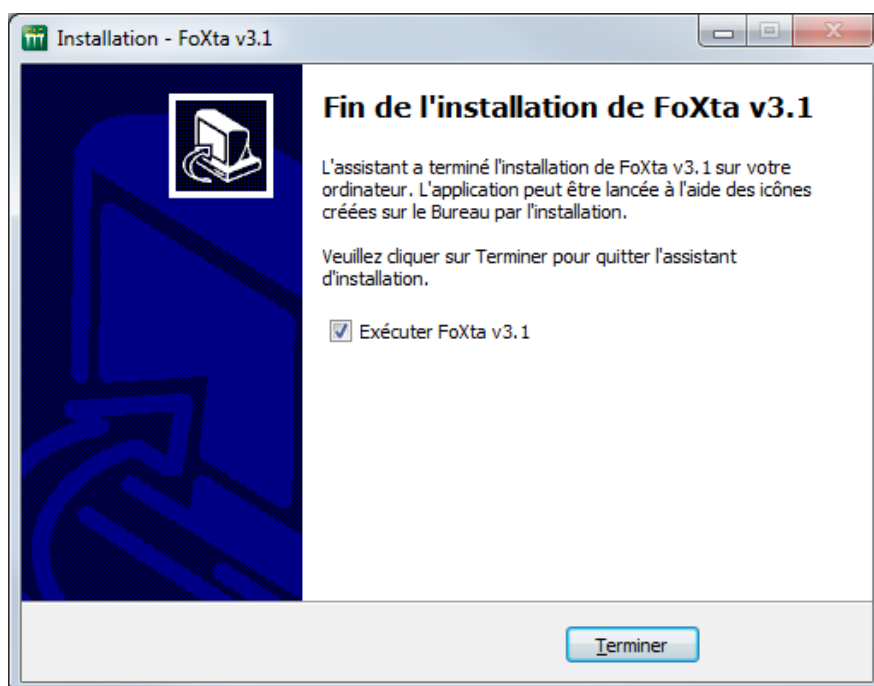 Installation - FoXta v3.1
Fin de l'installation de FoXta v3.1
L'assistant a terminé l'installation de FoXta v3.1 sur votre
ordinateur. L'application peut être lancée à l'aide des icônes
créées sur le Bureau par l'installation.
Veuillez cliquer sur Terminer pour quitter l'assistant
d'installation.
Exécuter FoXta v3.1
Terminer